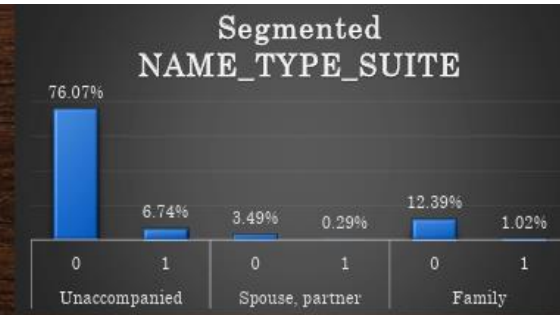 Segmented
NAME_TYPE_SUITE
76.07%
6.74%
3.49%
0.29%
12.39%
1.02%
0 1 0 1 0 1
Unaccompanied Spouse, partner Family